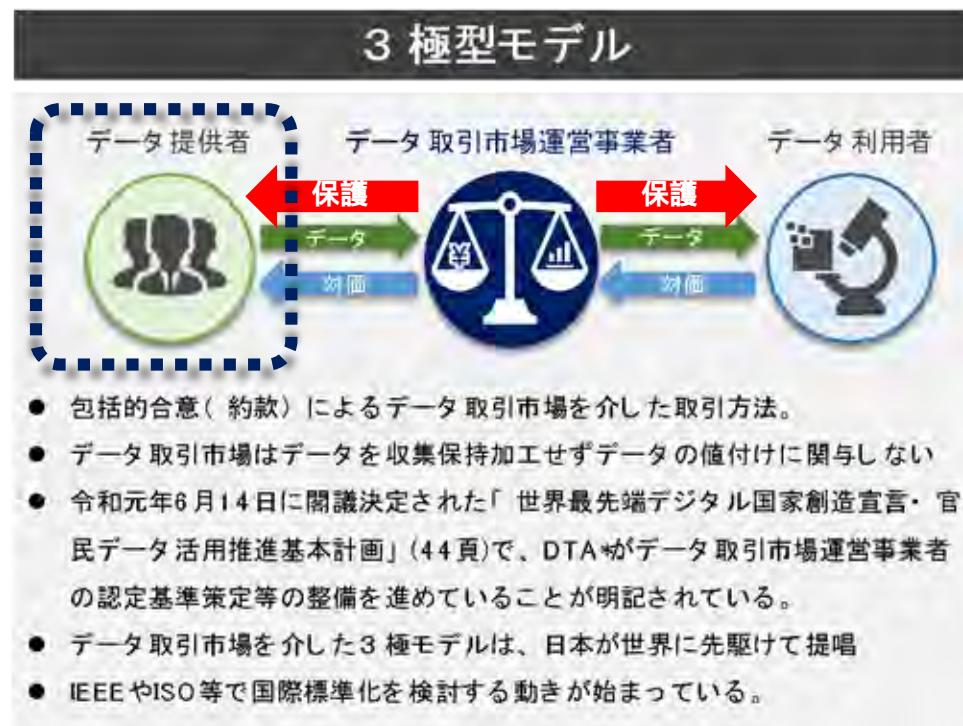 3極型モデル
データ提供者 データ取引市場運営事業者 データ利用者
保護 保護
データ データ
対価 対価
● 包括的合意(約款)によるデータ取引市場を介した取引方法。
● データ取引市場はデータを収集保持加工せずデータの値付けに関与しない
● 令和元年6月14日に閣議決定された「世界最先端デジタル国家創造宣言・官
民データ活用推進基本計画」(44頁)で、DTA*がデータ取引市場運営事業者
の認定基準策定等の整備を進めていることが明記されている。
● データ取引市場を介した3極モデルは、日本が世界に先駆けて提唱
● IEEEやISO等で国際標準化を検討する動きが始まっている。